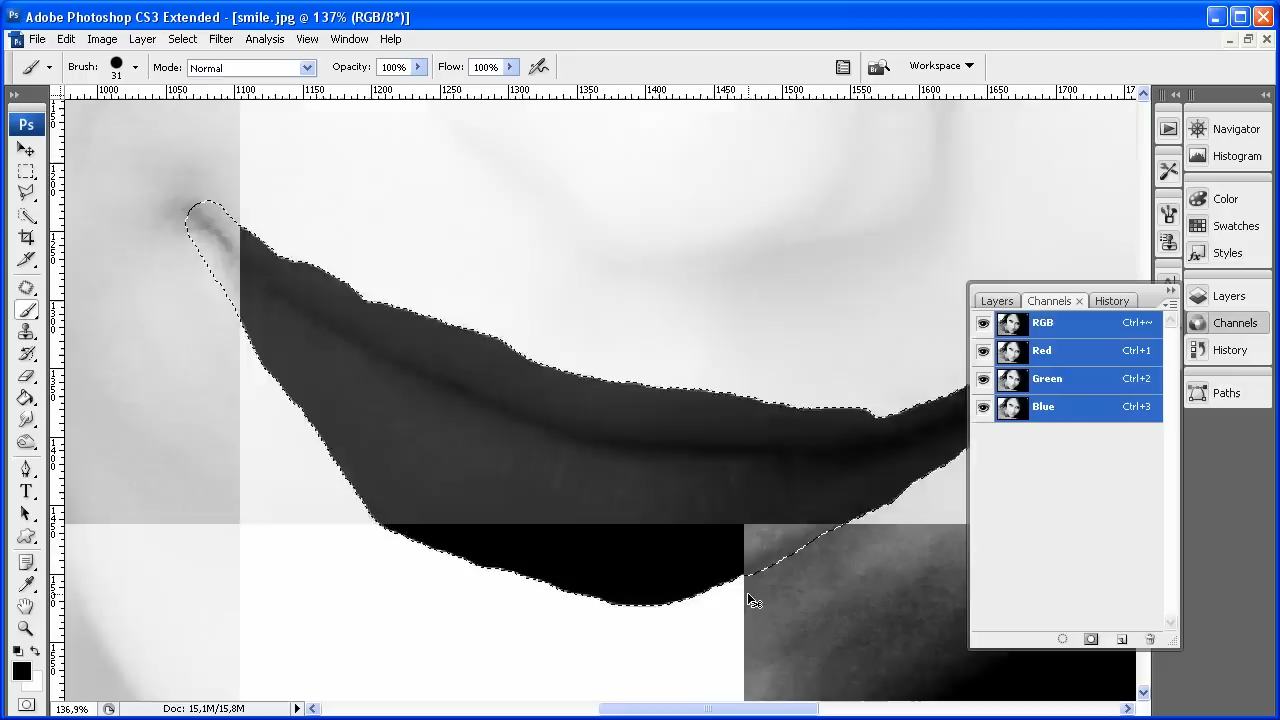 Adobe Photoshop CS3 Extended - [smile.jpg @ 137% (RGB/8*)]
File Edit Image Layer Select Filter Analysis View Window Help
Brush: 31 Mode: Normal Opacity: 100% Flow: 100% Workspace
1000 1050 1100 1150 1200 1250 1300 1350 1400 1450 1500 1550 1600 1650 1700
Ps
Navigator
Histogram
Color
Swatches
Styles
Layers
Channels
History
Paths
Layers Channels History
RGB Ctrl+~
Red Ctrl+1
Green Ctrl+2
Blue Ctrl+3
136,9% Doc: 15,1M/15,8M